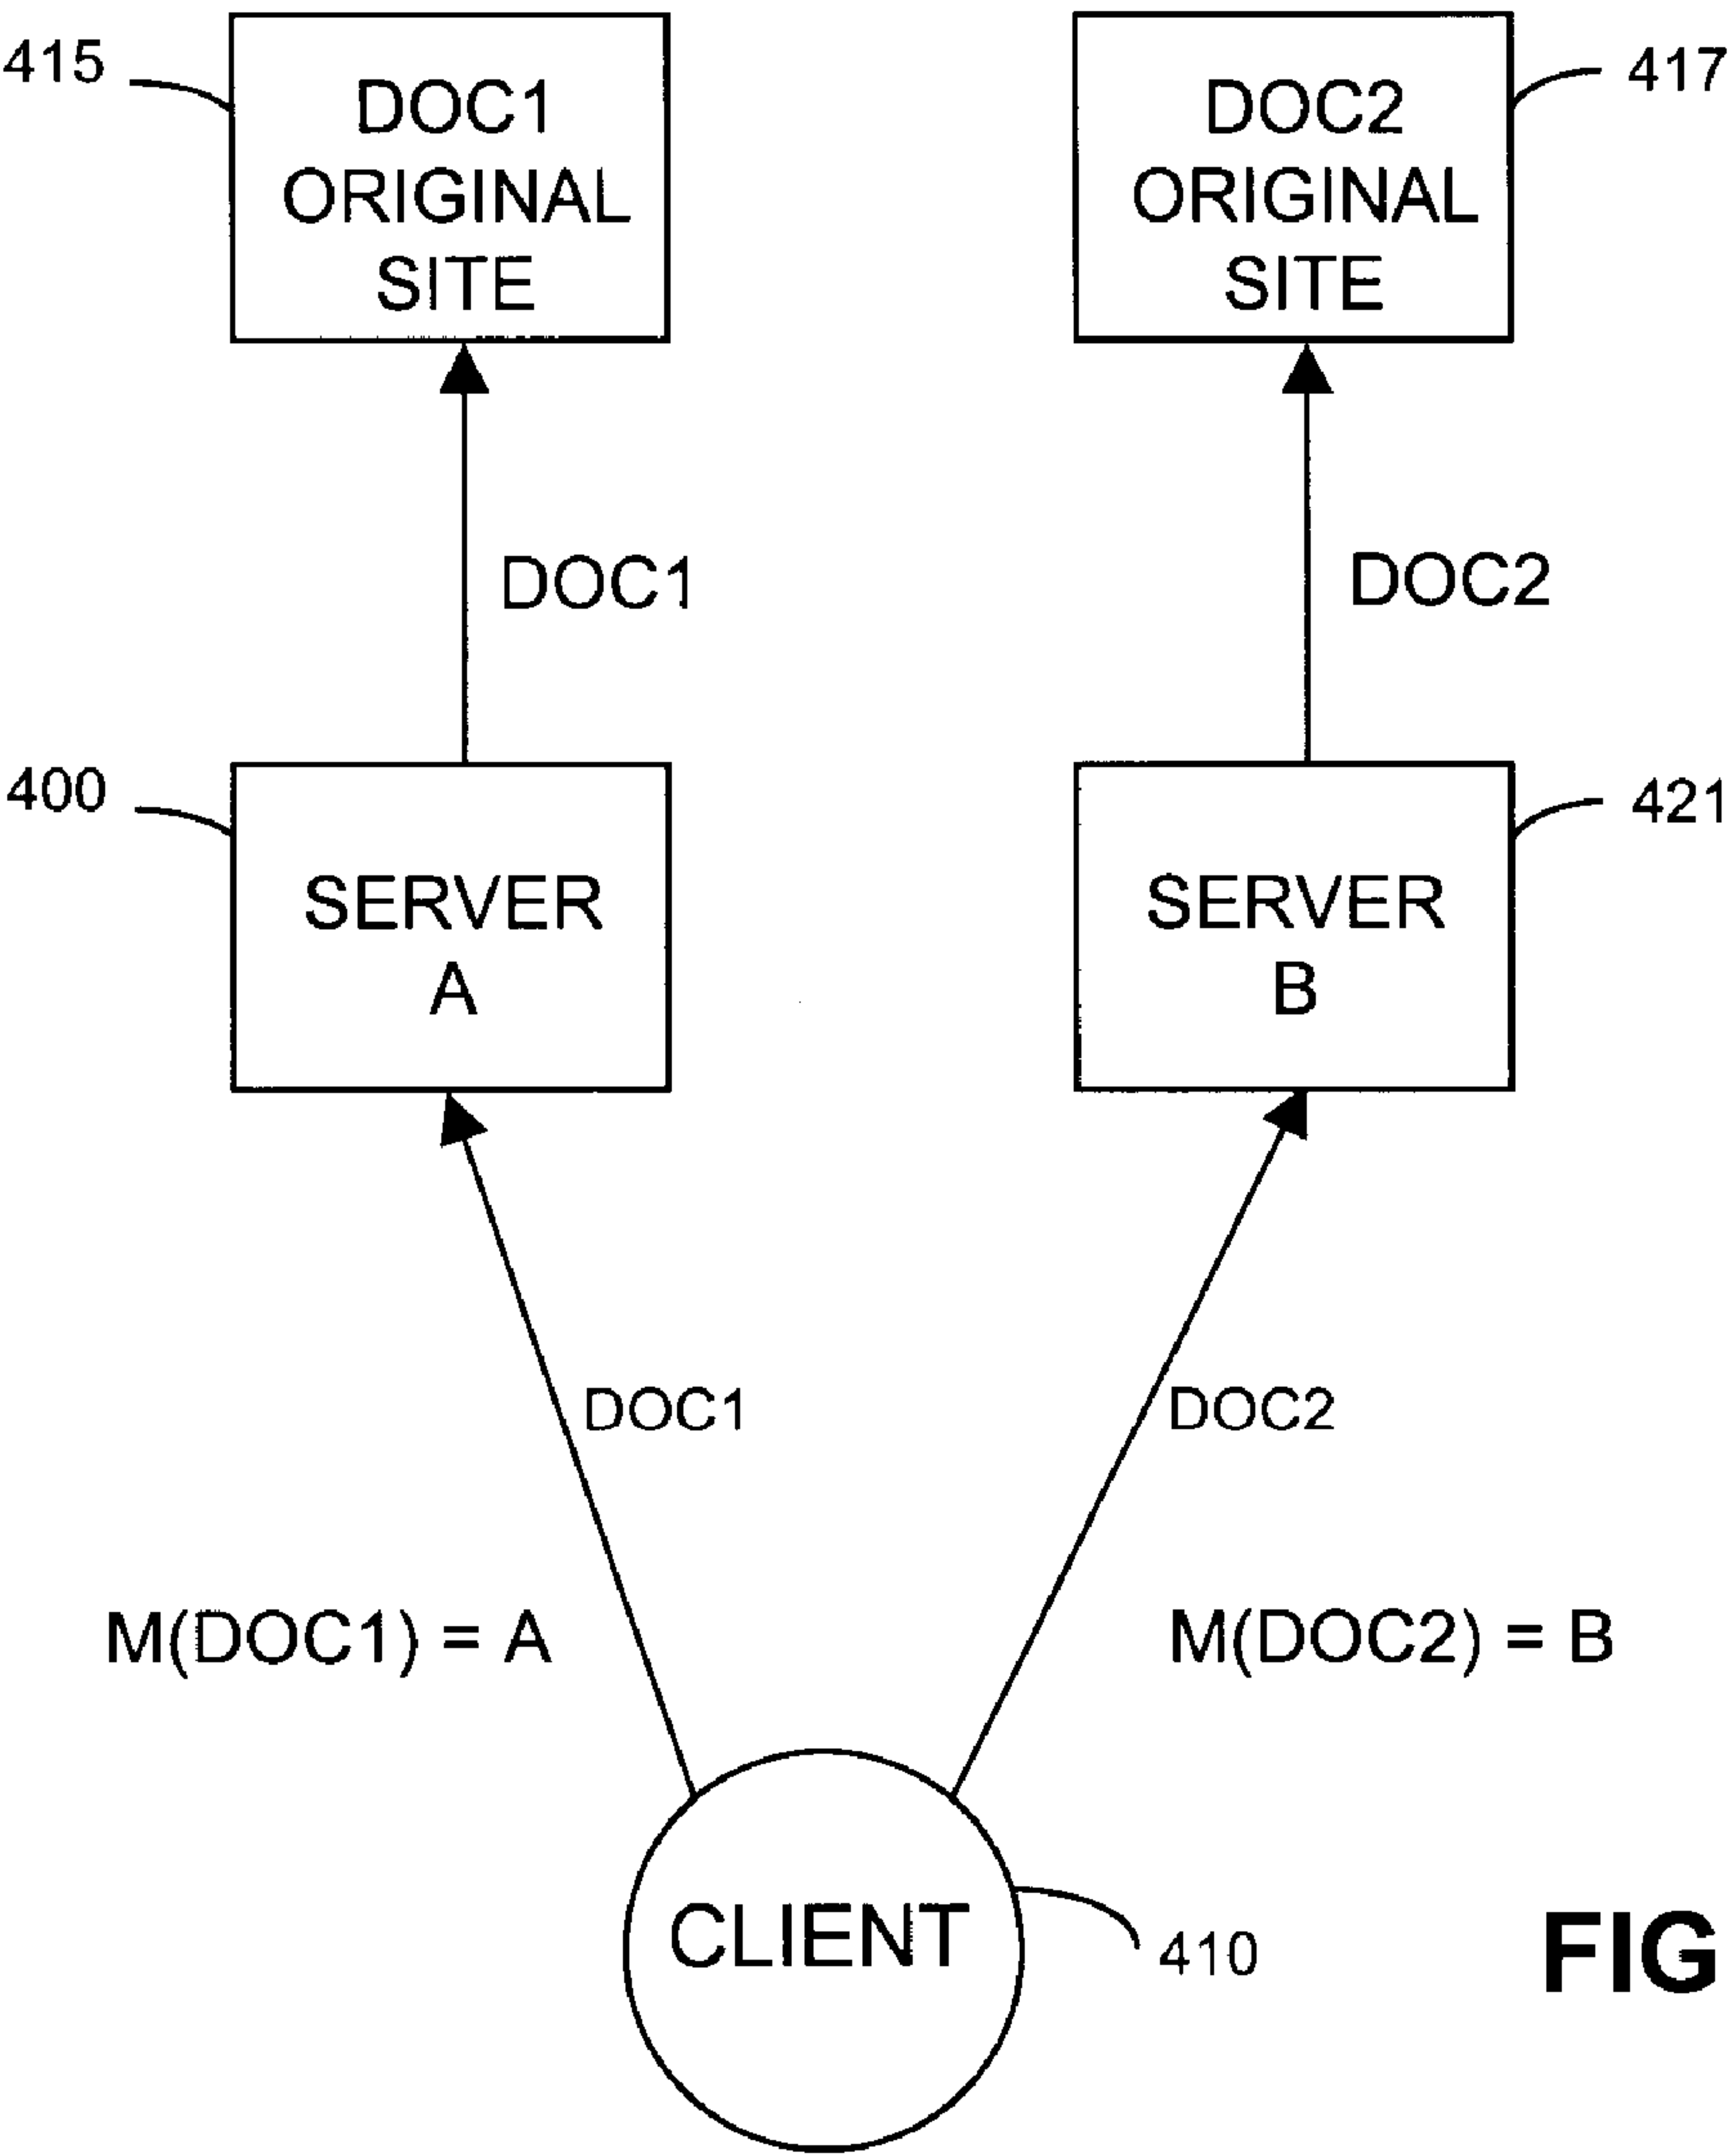 415
DOC1
ORIGINAL
SITE
DOC2
ORIGINAL
SITE
417
DOC1
DOC2
400
SERVER
A
SERVER
B
421
DOC1
DOC2
M(DOC1) = A
M(DOC2) = B
CLIENT
410
FIG